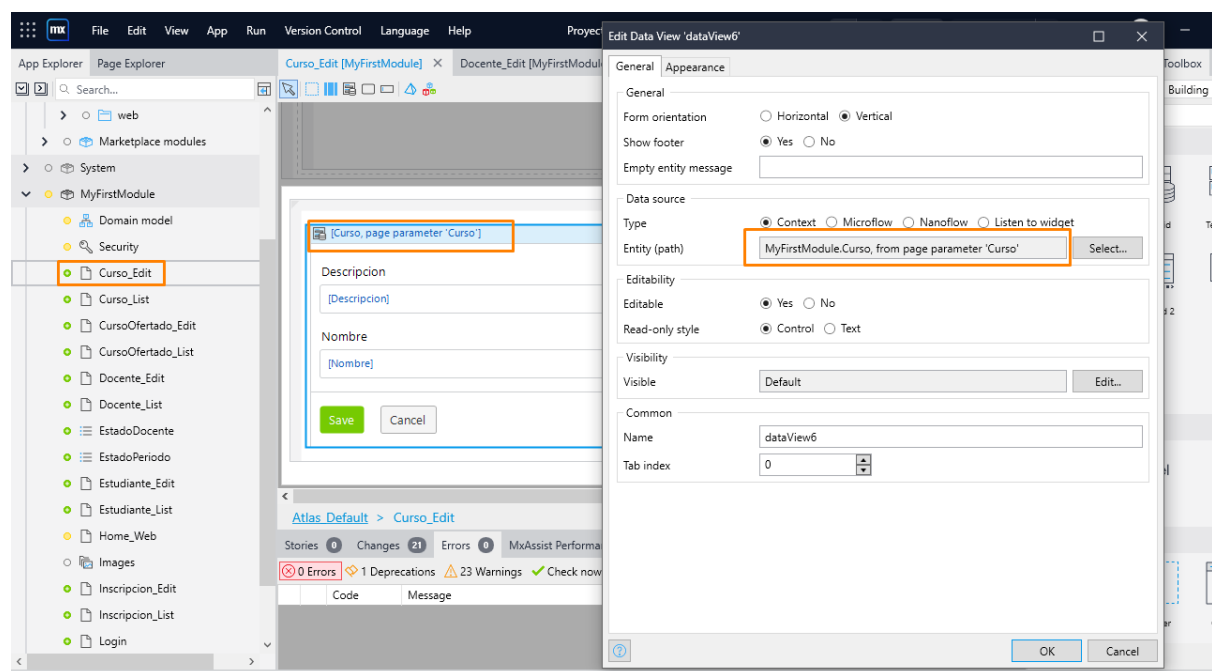 mx File Edit View App Run Version Control Language Help Projec
App Explorer Page Explorer
Search...
web
Marketplace modules
System
MyFirstModule
Domain model
Security
Curso_Edit
Curso_List
CursoOfertado_Edit
CursoOfertado_List
Docente_Edit
Docente_List
EstadoDocente
EstadoPeriodo
Estudiante_Edit
Estudiante_List
Home_Web
Images
Inscripcion_Edit
Inscripcion_List
Login
Curso_Edit [MyFirstModule] Docente_Edit [MyFirstModul
[Curso, page parameter 'Curso']
Descripcion
[Descripcion]
Nombre
[Nombre]
Save Cancel
Atlas_Default > Curso_Edit
Stories 0 Changes 21 Errors 0 MxAssist Performa
0 Errors 1 Deprecations 23 Warnings Check now
Code Message
Edit Data View 'dataView6'
General Appearance
General
Form orientation Horizontal Vertical
Show footer Yes No
Empty entity message
Data source
Type Context Microflow Nanoflow Listen to widget
Entity (path) MyFirstModule.Curso, from page parameter 'Curso' Select...
Editability
Editable Yes No
Read-only style Control Text
Visibility
Visible Default Edit...
Common
Name dataView6
Tab index 0
OK Cancel
Toolbox
Building